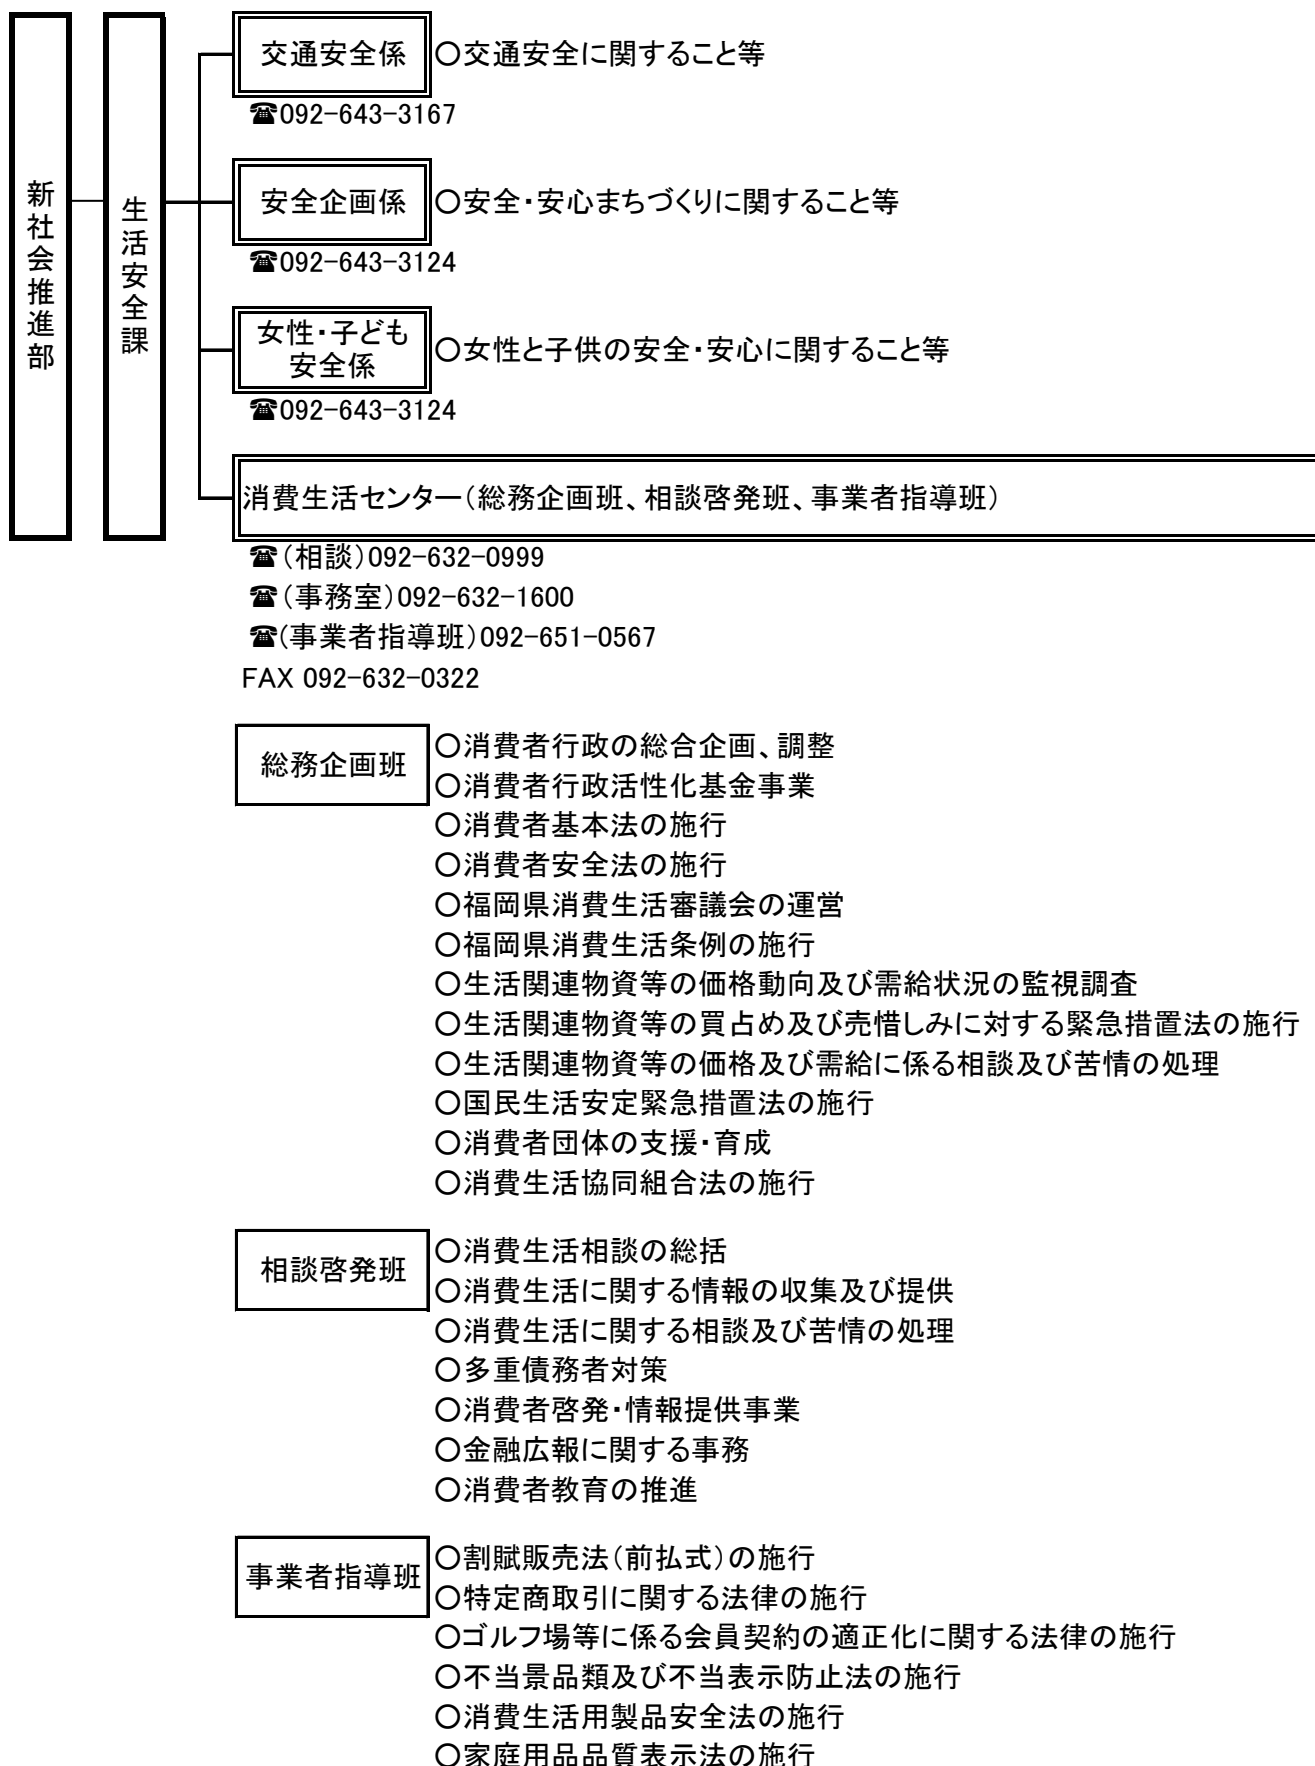 新社会推進部
生活安全課
交通安全係
○交通安全に関すること等
☎092-643-3167
安全企画係
○安全・安心まちづくりに関すること等
☎092-643-3124
女性・子ども
安全係
○女性と子供の安全・安心に関すること等
☎092-643-3124
消費生活センター(総務企画班、相談啓発班、事業者指導班)
☎(相談)092-632-0999
☎(事務室)092-632-1600
☎(事業者指導班)092-651-0567
FAX 092-632-0322
総務企画班
○消費者行政の総合企画、調整
○消費者行政活性化基金事業
○消費者基本法の施行
○消費者安全法の施行
○福岡県消費生活審議会の運営
○福岡県消費生活条例の施行
○生活関連物資等の価格動向及び需給状況の監視調査
○生活関連物資等の買占め及び売惜しみに対する緊急措置法の施行
○生活関連物資等の価格及び需給に係る相談及び苦情の処理
○国民生活安定緊急措置法の施行
○消費者団体の支援・育成
○消費生活協同組合法の施行
相談啓発班
○消費生活相談の総括
○消費生活に関する情報の収集及び提供
○消費生活に関する相談及び苦情の処理
○多重債務者対策
○消費者啓発・情報提供事業
○金融広報に関する事務
○消費者教育の推進
事業者指導班
○割賦販売法(前払式)の施行
○特定商取引に関する法律の施行
○ゴルフ場等に係る会員契約の適正化に関する法律の施行
○不当景品類及び不当表示防止法の施行
○消費生活用製品安全法の施行
○家庭用品品質表示法の施行